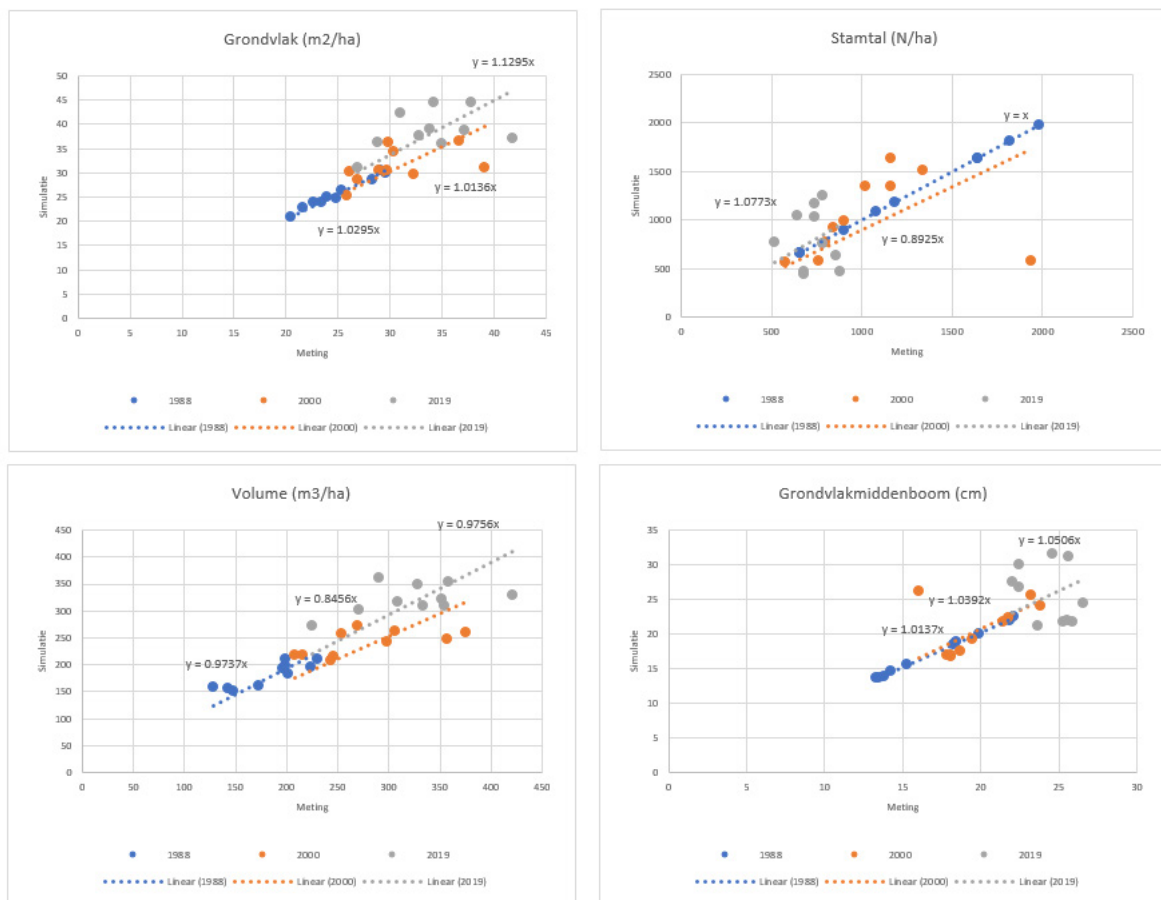 Grondvlak (m2/ha)
y = 1.1295x
50
45
40
35
30
25
20
15
10
5
0
Simulatie
y = 1.0136x
y = 1.0295x
0 5 10 15 20 25 30 35 40 45
Meting
1988 2000 2019
Linear (1988) Linear (2000) Linear (2019)
Stamtal (N/ha)
2500
2000
1500
1000
500
0
Simulatie
y = x
y = 1.0773x
y = 0.8925x
0 500 1000 1500 2000 2500
Meting
1988 2000 2019
Linear (1988) Linear (2000) Linear (2019)
Volume (m3/ha)
y = 0.9756x
450
400
350
300
250
200
150
100
50
0
Simulatie
y = 0.8456x
y = 0.9737x
0 50 100 150 200 250 300 350 400 450
Meting
1988 2000 2019
Linear (1988) Linear (2000) Linear (2019)
Grondvlakmiddenboom (cm)
35
30
25
20
15
10
5
0
Simulatie
y = 1.0506x
y = 1.0392x
y = 1.0137x
0 5 10 15 20 25 30
Meting
1988 2000 2019
Linear (1988) Linear (2000) Linear (2019)